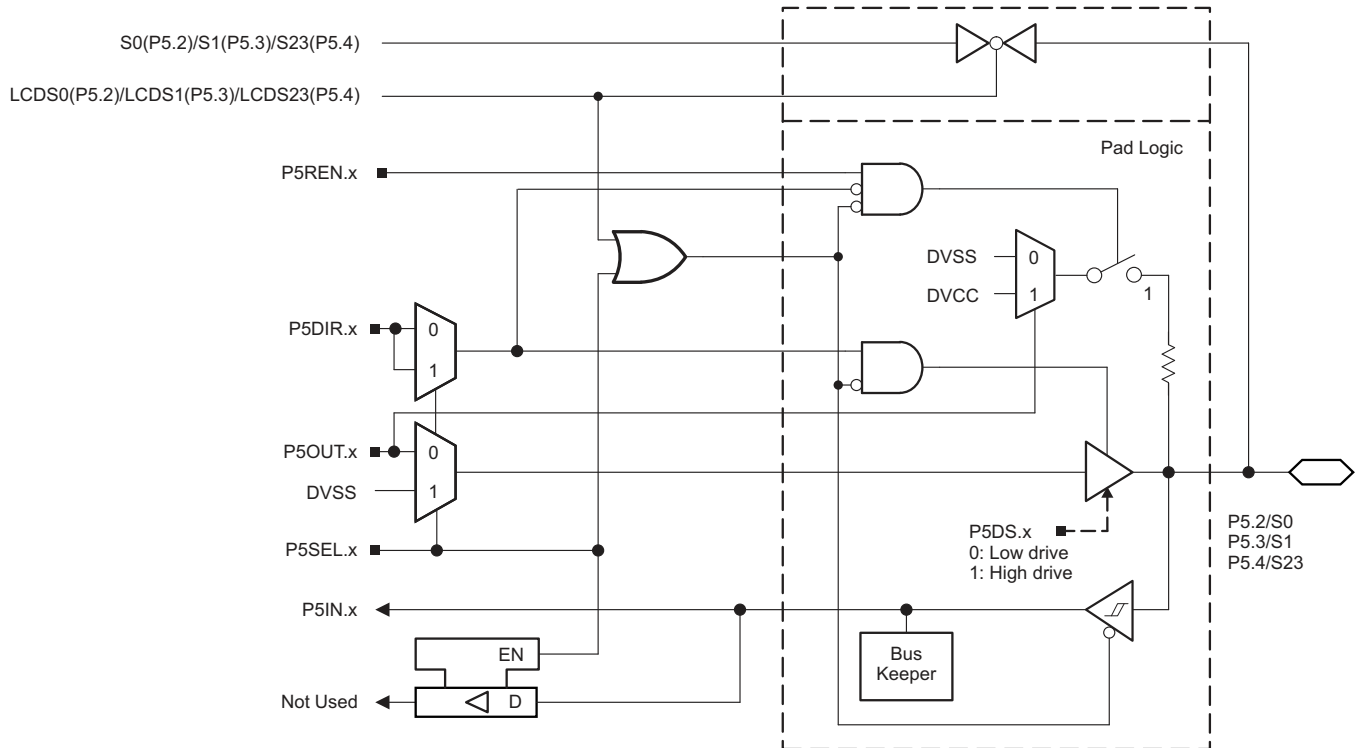 S0(P5.2)/S1(P5.3)/S23(P5.4)
LCDS0(P5.2)/LCDS1(P5.3)/LCDS23(P5.4)
Pad Logic
P5REN.x
DVSS
0
DVCC
1
1
P5DIR.x
0
1
P5OUT.x
0
DVSS
1
P5DS.x
0: Low drive
1: High drive
P5.2/S0
P5.3/S1
P5.4/S23
P5SEL.x
P5IN.x
EN
Bus
Keeper
Not Used
D